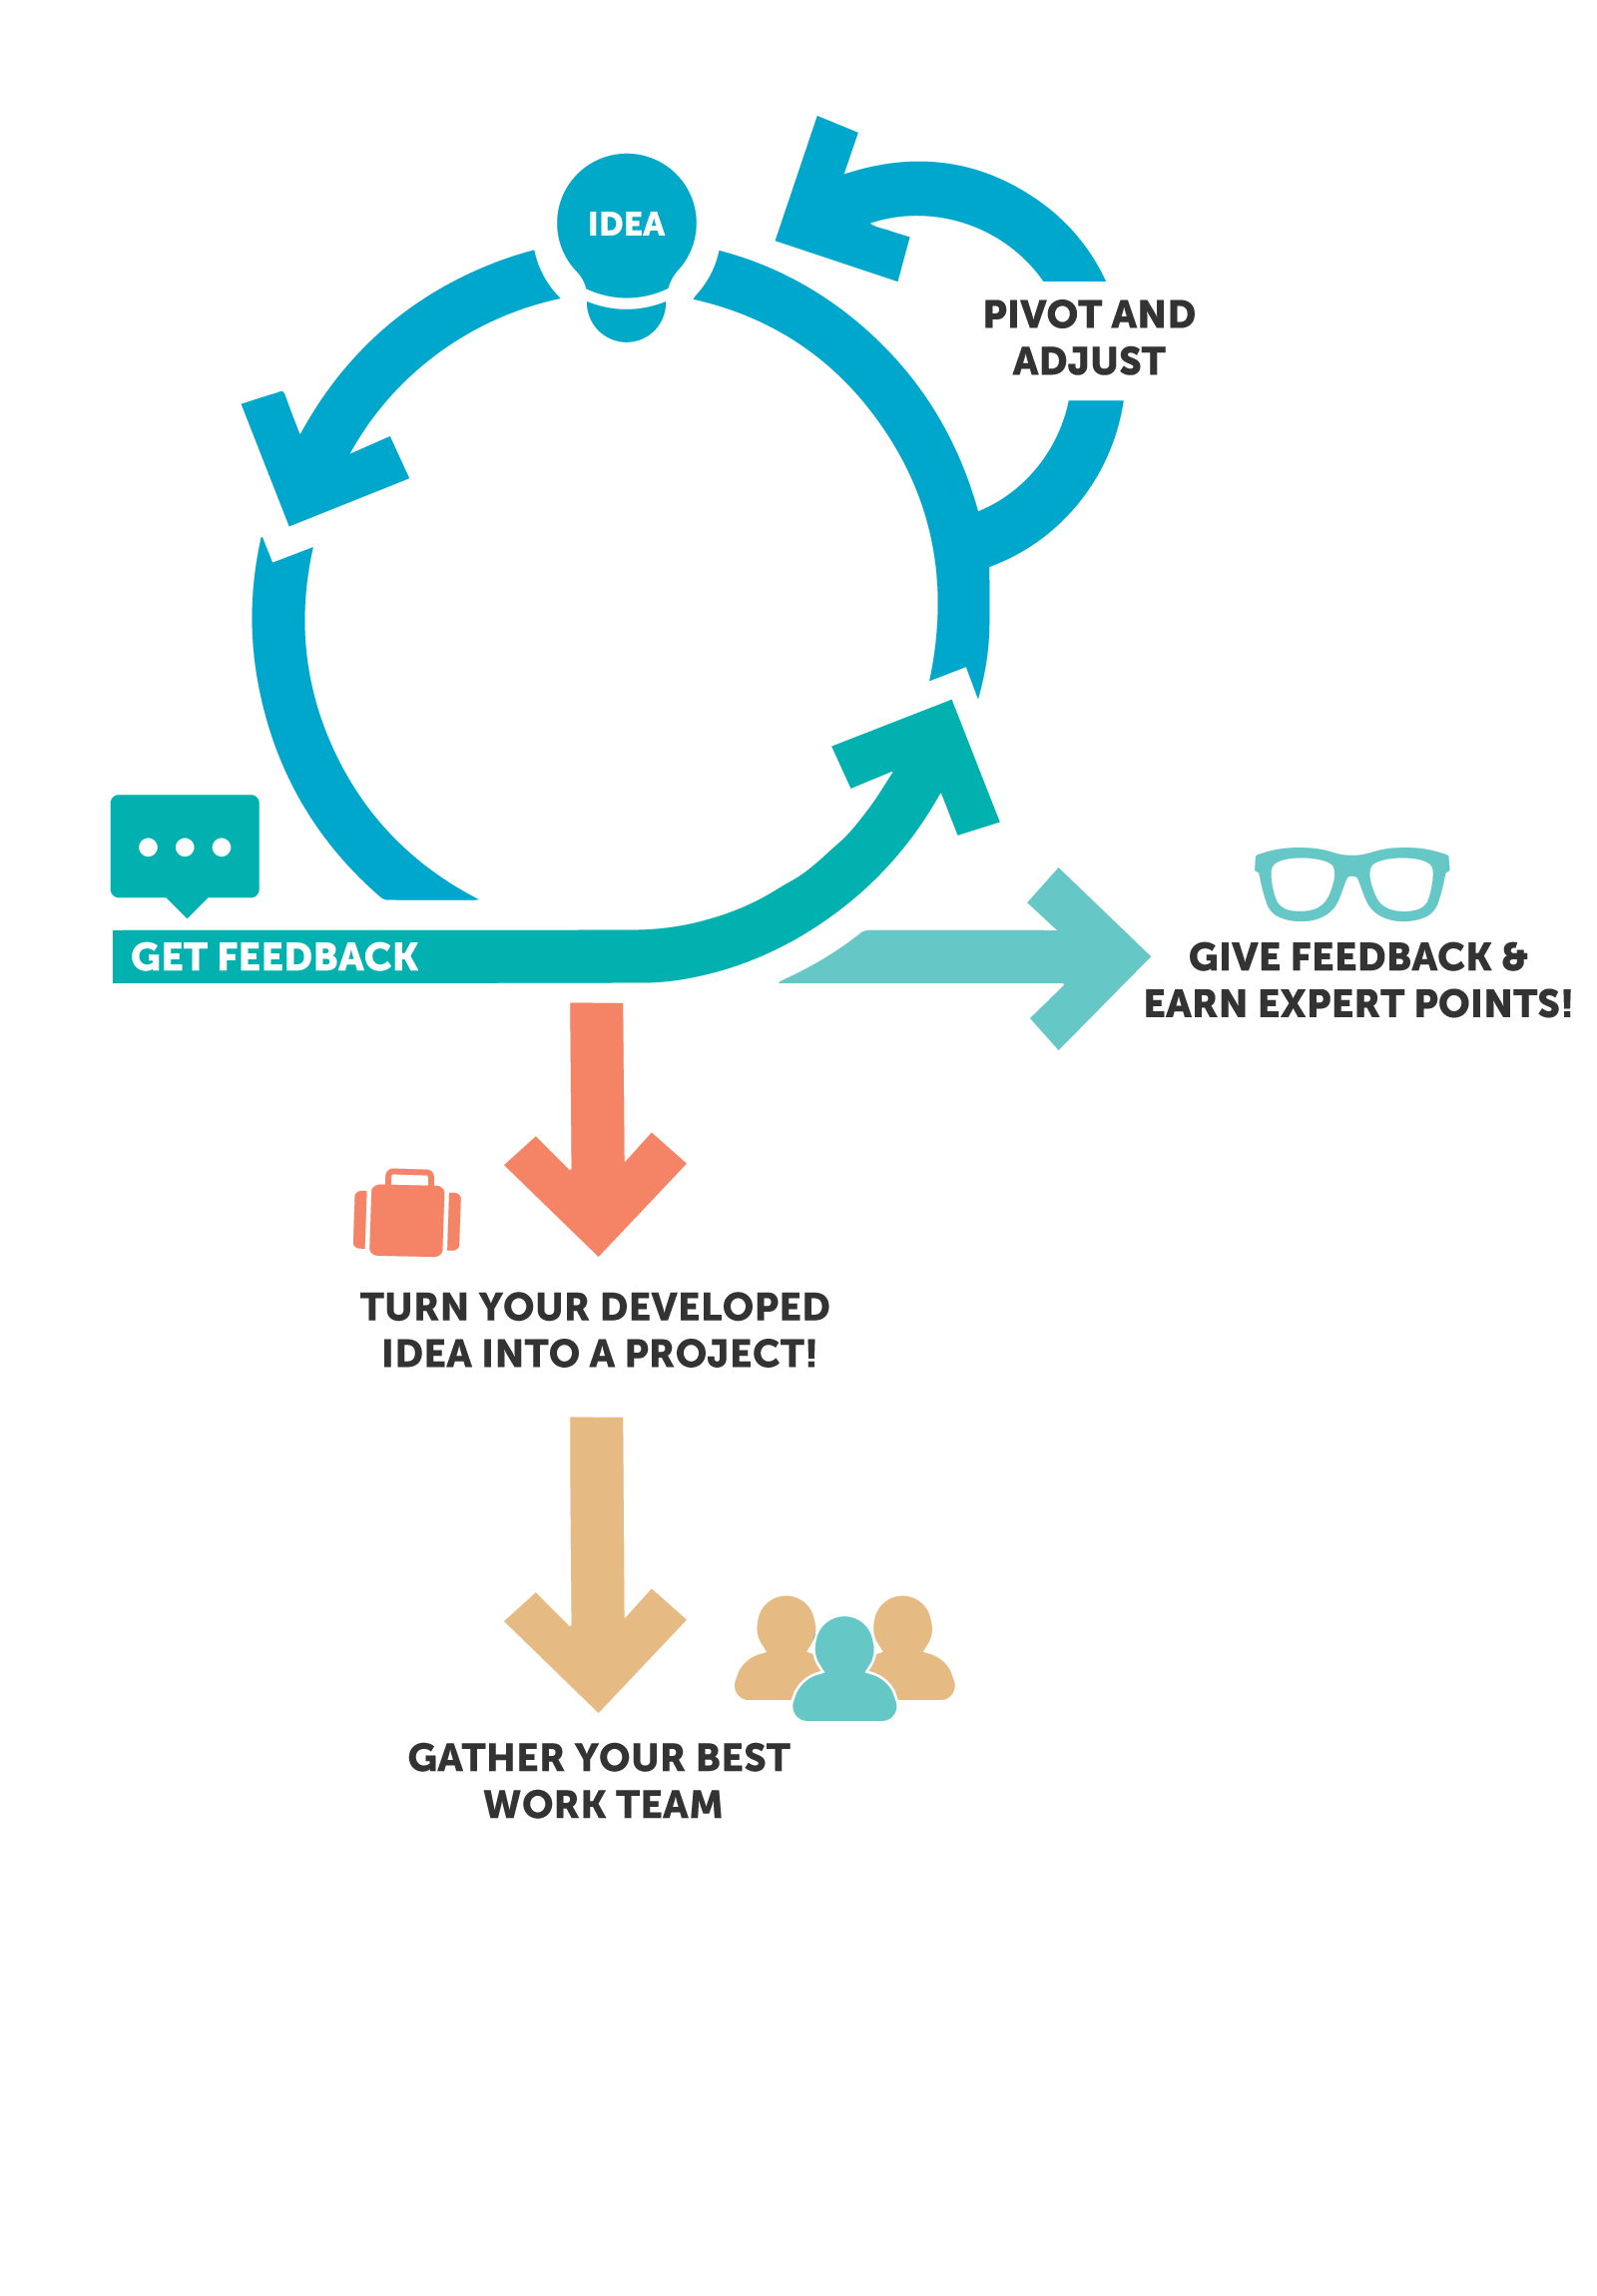 IDEA
PIVOT AND
ADJUST
GET FEEDBACK
GIVE FEEDBACK &
EARN EXPERT POINTS!
TURN YOUR DEVELOPED
IDEA INTO A PROJECT!
GATHER YOUR BEST
WORK TEAM